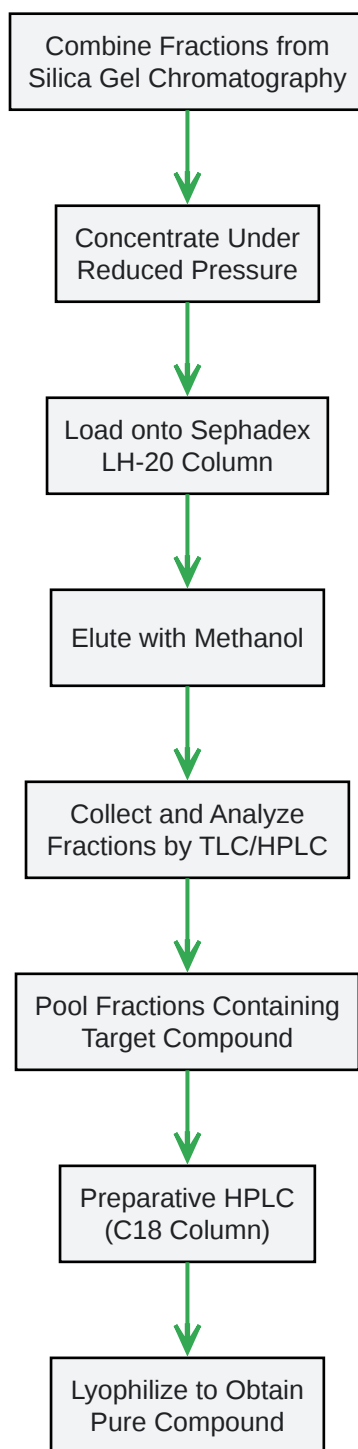 Combine Fractions from
Silica Gel Chromatography
Concentrate Under
Reduced Pressure
Load onto Sephadex
LH-20 Column
Elute with Methanol
Collect and Analyze
Fractions by TLC/HPLC
Pool Fractions Containing
Target Compound
Preparative HPLC
(C18 Column)
Lyophilize to Obtain
Pure Compound